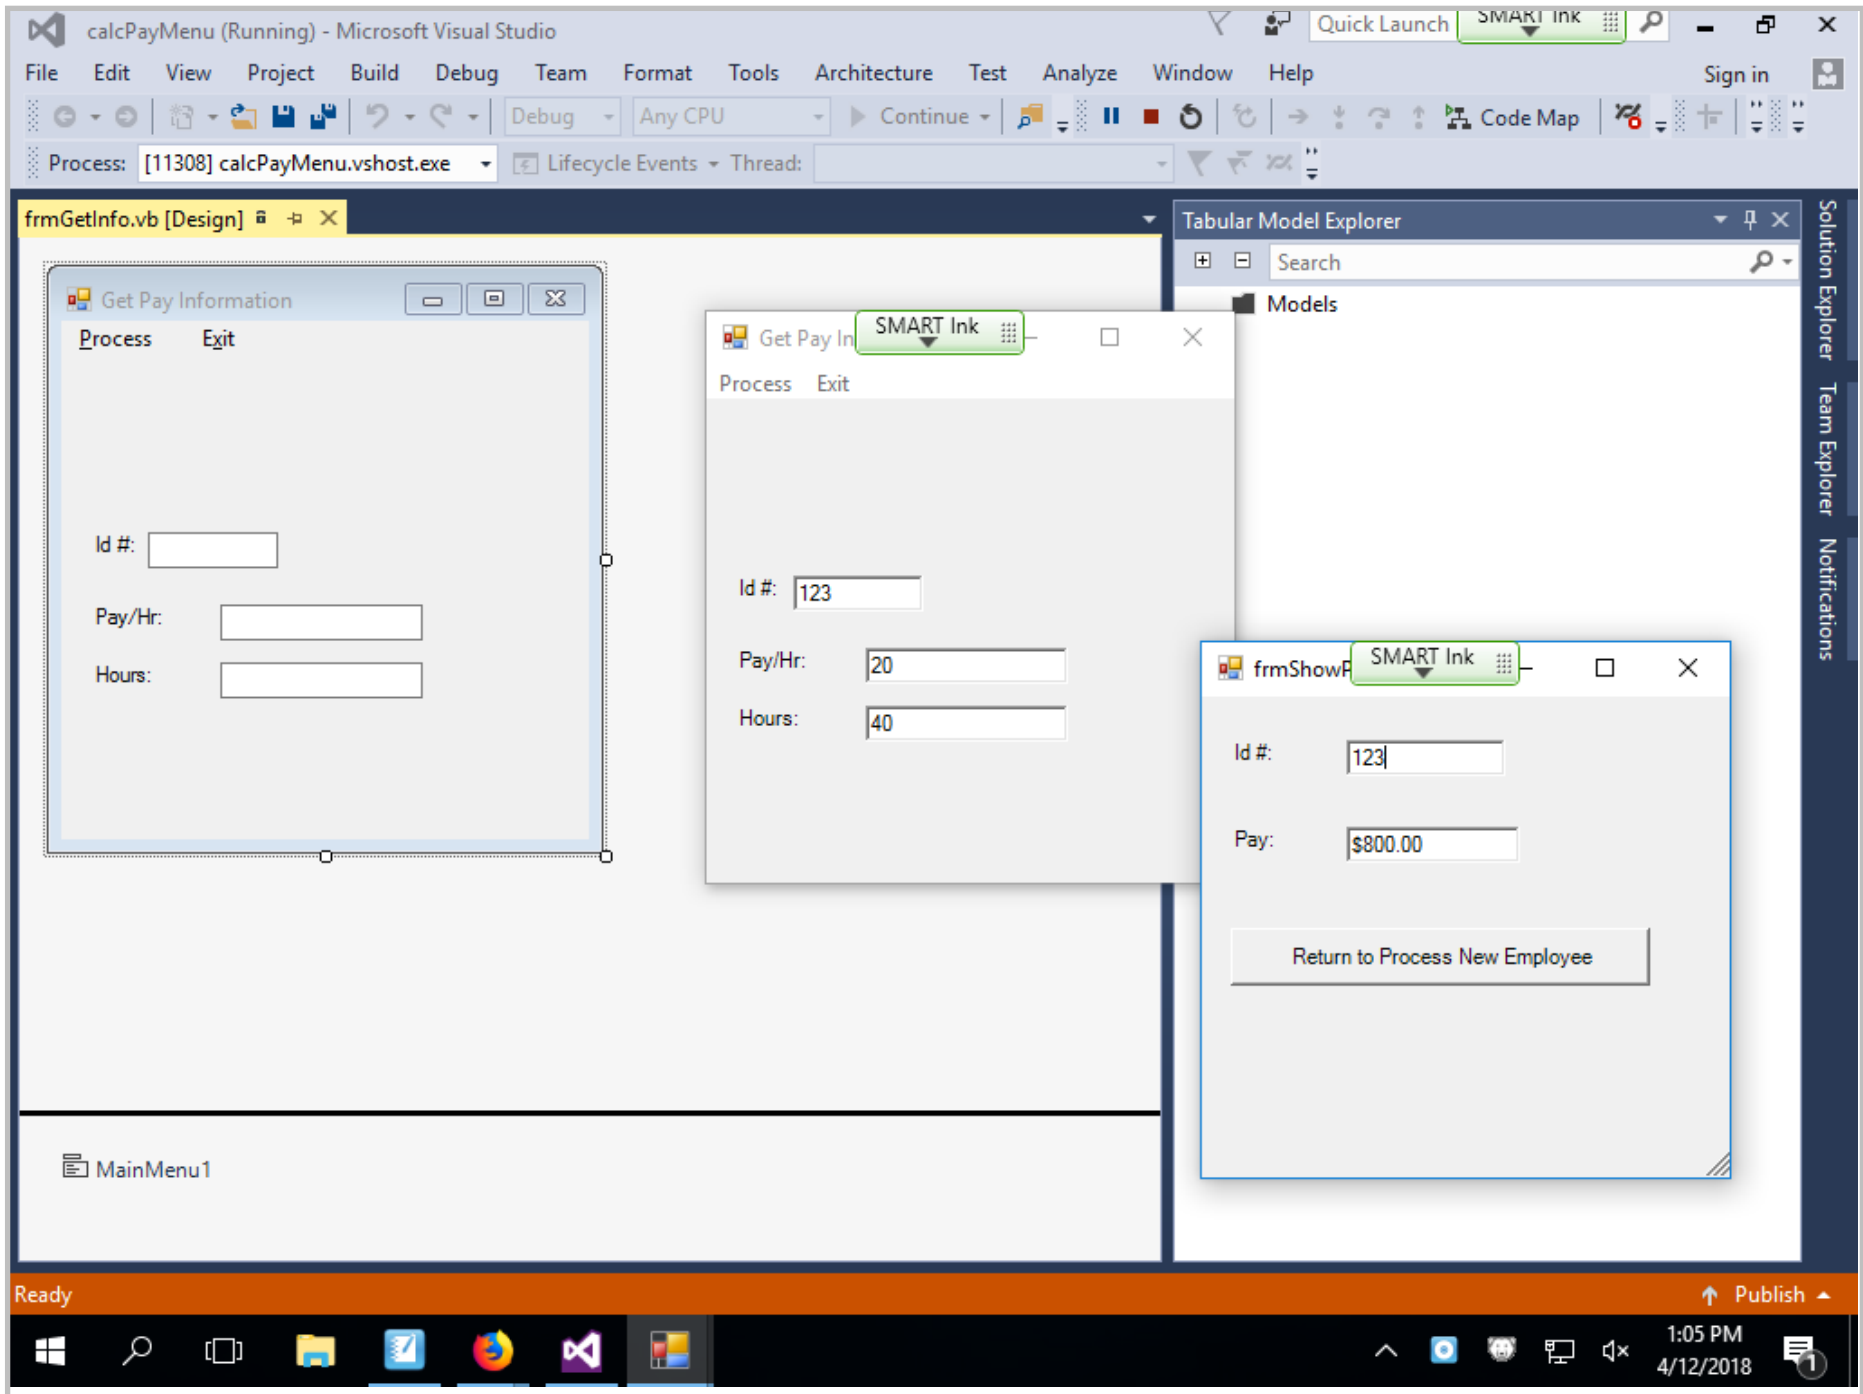 calcPayMenu (Running) - Microsoft Visual Studio
Quick Launch
SMART Ink
File Edit View Project Build Debug Team Format Tools Architecture Test Analyze Window Help Sign in
Debug Any CPU Continue Code Map
Process: [11308] calcPayMenu.vshost.exe Lifecycle Events Thread:
frmGetInfo.vb [Design]
Get Pay Information
Process Exit
Id #:
Pay/Hr:
Hours:
MainMenu1
Get Pay In
SMART Ink
Process Exit
Id #: 123
Pay/Hr: 20
Hours: 40
Tabular Model Explorer
Search
Models
frmShowP
SMART Ink
Id #: 123
Pay: $800.00
Return to Process New Employee
Solution Explorer
Team Explorer
Notifications
Ready
Publish
1:05 PM
4/12/2018
1